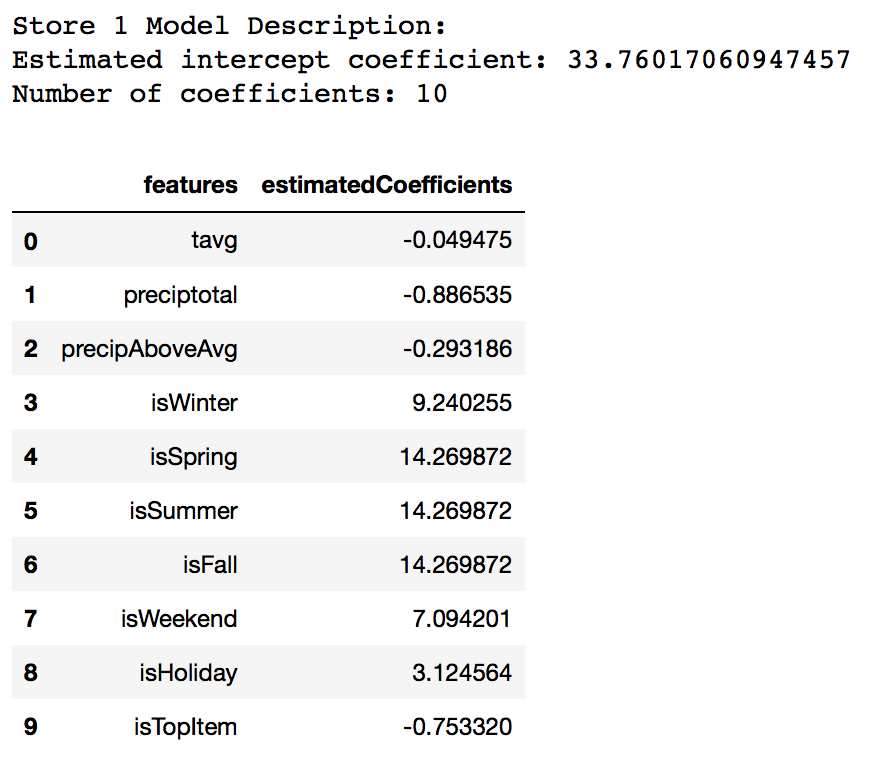 Store 1 Model Description:
Estimated intercept coefficient: 33.76017060947457
Number of coefficients: 10
features estimatedCoefficients
0 tavg -0.049475
1 preciptotal -0.886535
2 precipAboveAvg -0.293186
3 isWinter 9.240255
4 isSpring 14.269872
5 isSummer 14.269872
6 isFall 14.269872
7 isWeekend 7.094201
8 isHoliday 3.124564
9 isTopItem -0.753320